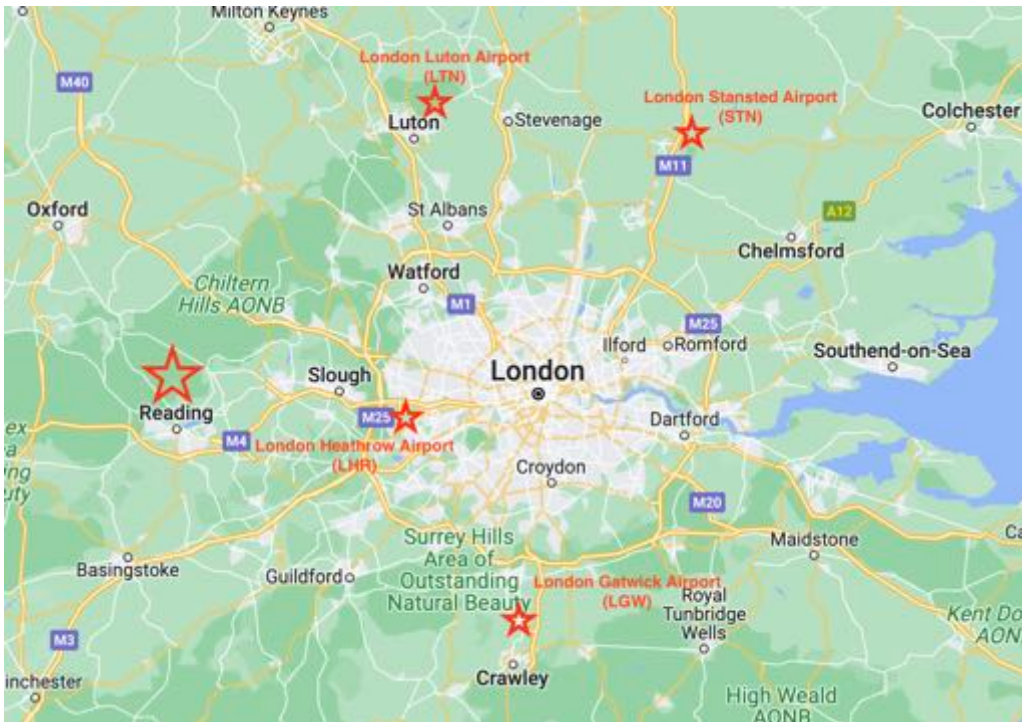 Milton Keynes
London Luton Airport
(LTN)
M40
London Stansted Airport
(STN)
Colchester
Luton
Stevenage
M11
Oxford
St Albans
A12
Chelmsford
Chiltern
Hills AONB
Watford
M1
M25
Ilford
Romford
Southend-on-Sea
Slough
London
Reading
M25
Dartford
M4
London Heathrow Airport
(LHR)
Croydon
M20
Surrey Hills
Area of
Outstanding
Natural Beauty
Maidstone
Basingstoke
Guildford
London Gatwick Airport
(LGW)
Royal
Tunbridge
Wells
M3
Crawley
High Weald
AONB